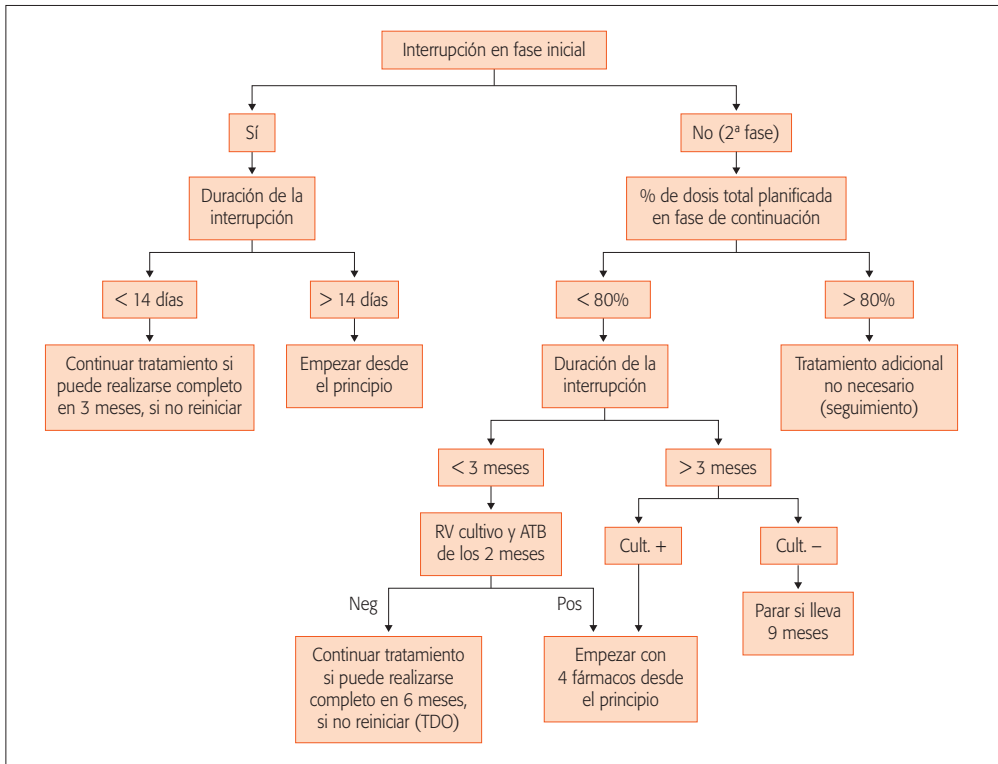 Interrupción en fase inicial
Sí
No (2ª fase)
Duración de la
interrupción
% de dosis total planificada
en fase de continuación
< 14 días
> 14 días
< 80%
> 80%
Continuar tratamiento si
puede realizarse completo
en 3 meses, si no reiniciar
Empezar desde
el principio
Duración de la
interrupción
Tratamiento adicional
no necesario
(seguimiento)
< 3 meses
> 3 meses
RV cultivo y ATB
de los 2 meses
Cult. +
Cult. –
Neg
Pos
Parar si lleva
9 meses
Continuar tratamiento
si puede realizarse
completo en 6 meses,
si no reiniciar (TDO)
Empezar con
4 fármacos desde
el principio